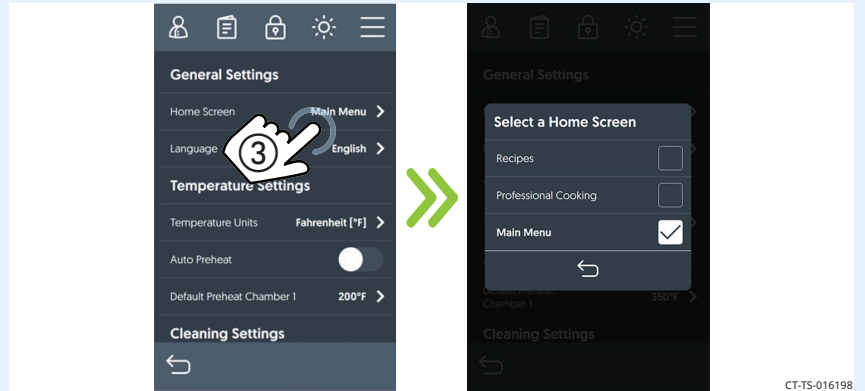 General Settings
Home Screen Main Menu
Language English
3
Temperature Settings
Temperature Units Fahrenheit [°F]
Auto Preheat
Default Preheat Chamber 1 200°F
Cleaning Settings
General Settings
Select a Home Screen
Recipes
Professional Cooking
Main Menu
Default Preheat
Chamber 1 350°F
Cleaning Settings
CT-TS-016198